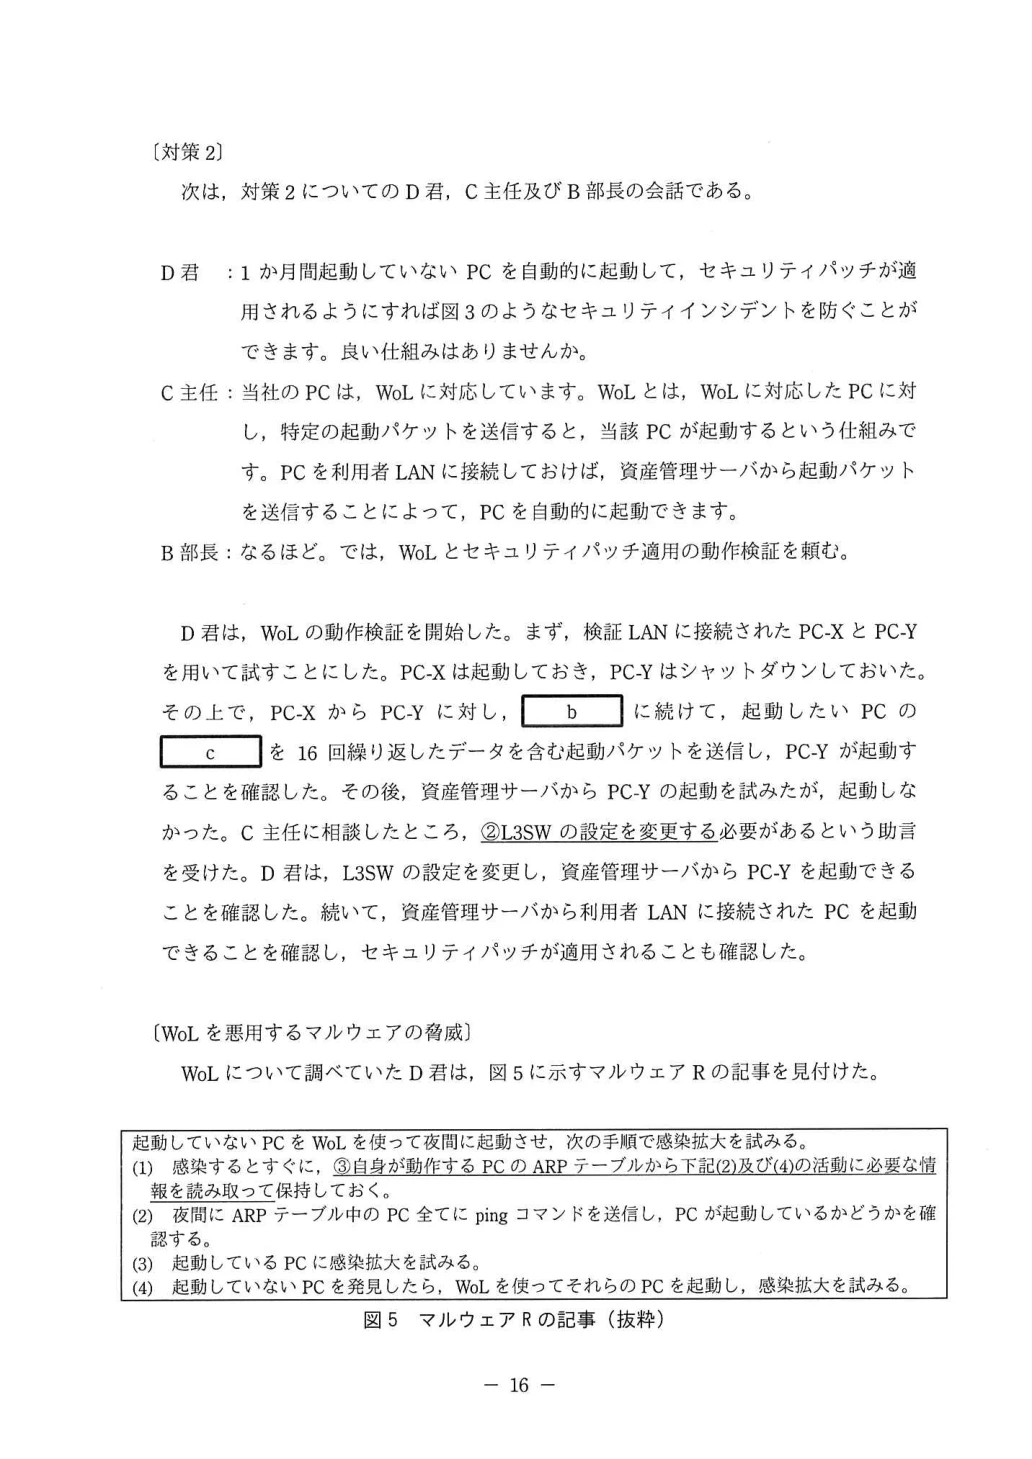 〔対策 2〕
次は，対策 2 についての D 君，C 主任及び B 部長の会話である。
D 君　：1 か月間起動していない PC を自動的に起動して，セキュリティパッチが適
用されるようにすれば図 3 のようなセキュリティインシデントを防ぐことが
できます。良い仕組みはありませんか。
C 主任：当社の PC は，WoL に対応しています。WoL とは，WoL に対応した PC に対
し，特定の起動パケットを送信すると，当該 PC が起動するという仕組みで
す。PC を利用者 LAN に接続しておけば，資産管理サーバから起動パケット
を送信することによって，PC を自動的に起動できます。
B 部長：なるほど。では，WoL とセキュリティパッチ適用の動作検証を頼む。
D 君は，WoL の動作検証を開始した。まず，検証 LAN に接続された PC-X と PC-Y
を用いて試すことにした。PC-X は起動しておき，PC-Y はシャットダウンしておいた。
その上で，PC-X から PC-Y に対し， b に続けて，起動したい PC の
c を 16 回繰り返したデータを含む起動パケットを送信し，PC-Y が起動す
ることを確認した。その後，資産管理サーバから PC-Y の起動を試みたが，起動しな
かった。C 主任に相談したところ，②L3SW の設定を変更する必要があるという助言
を受けた。D 君は，L3SW の設定を変更し，資産管理サーバから PC-Y を起動できる
ことを確認した。続いて，資産管理サーバから利用者 LAN に接続された PC を起動
できることを確認し，セキュリティパッチが適用されることも確認した。
〔WoL を悪用するマルウェアの脅威〕
WoL について調べていた D 君は，図 5 に示すマルウェア R の記事を見付けた。
起動していない PC を WoL を使って夜間に起動させ，次の手順で感染拡大を試みる。
(1)　感染するとすぐに，③自身が動作する PC の ARP テーブルから下記(2)及び(4)の活動に必要な情
報を読み取って保持しておく。
(2)　夜間に ARP テーブル中の PC 全てに ping コマンドを送信し，PC が起動しているかどうかを確
認する。
(3)　起動している PC に感染拡大を試みる。
(4)　起動していない PC を発見したら，WoL を使ってそれらの PC を起動し，感染拡大を試みる。
図 5　マルウェア R の記事（抜粋）
－ 16 －